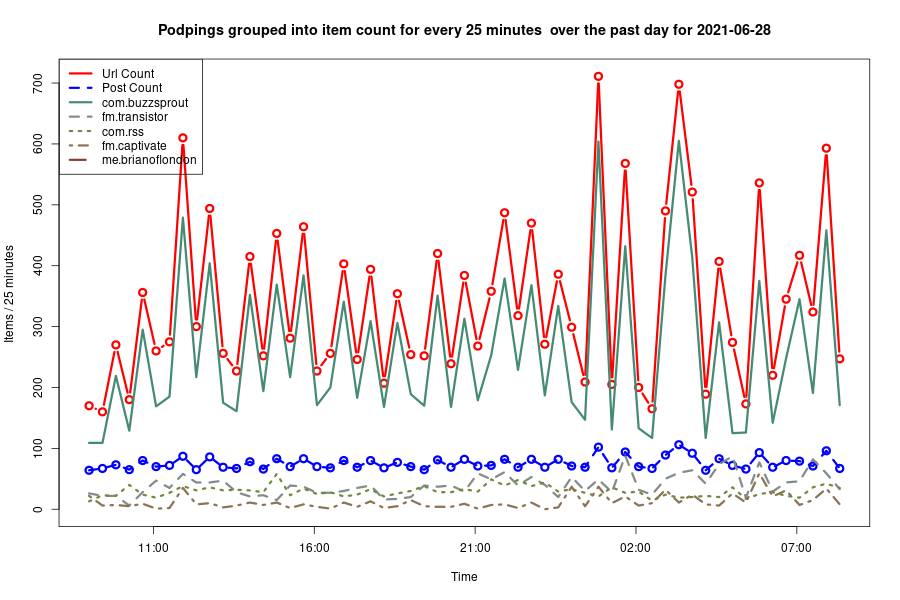 Podpings grouped into item count for every 25 minutes  over the past day for 2021-06-28
Url Count
Post Count
com.buzzsprout
fm.transistor
com.rss
fm.captivate
me.brianoflondon
Items / 25 minutes
700
600
500
400
300
200
100
0
11:00 16:00 21:00 02:00 07:00
Time